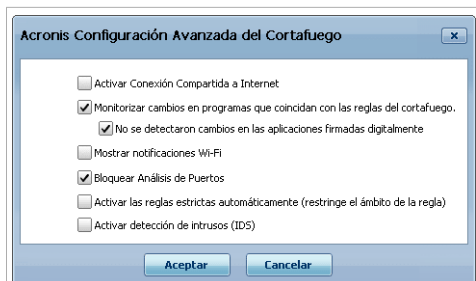 Acronis Configuración Avanzada del Cortafuego
Activar Conexión Compartida a Internet
Monitorizar cambios en programas que coincidan con las reglas del cortafuego.
No se detectaron cambios en las aplicaciones firmadas digitalmente
Mostrar notificaciones Wi-Fi
Bloquear Análisis de Puertos
Activar las reglas estrictas automáticamente (restringe el ámbito de la regla)
Activar detección de intrusos (IDS)
Aceptar Cancelar